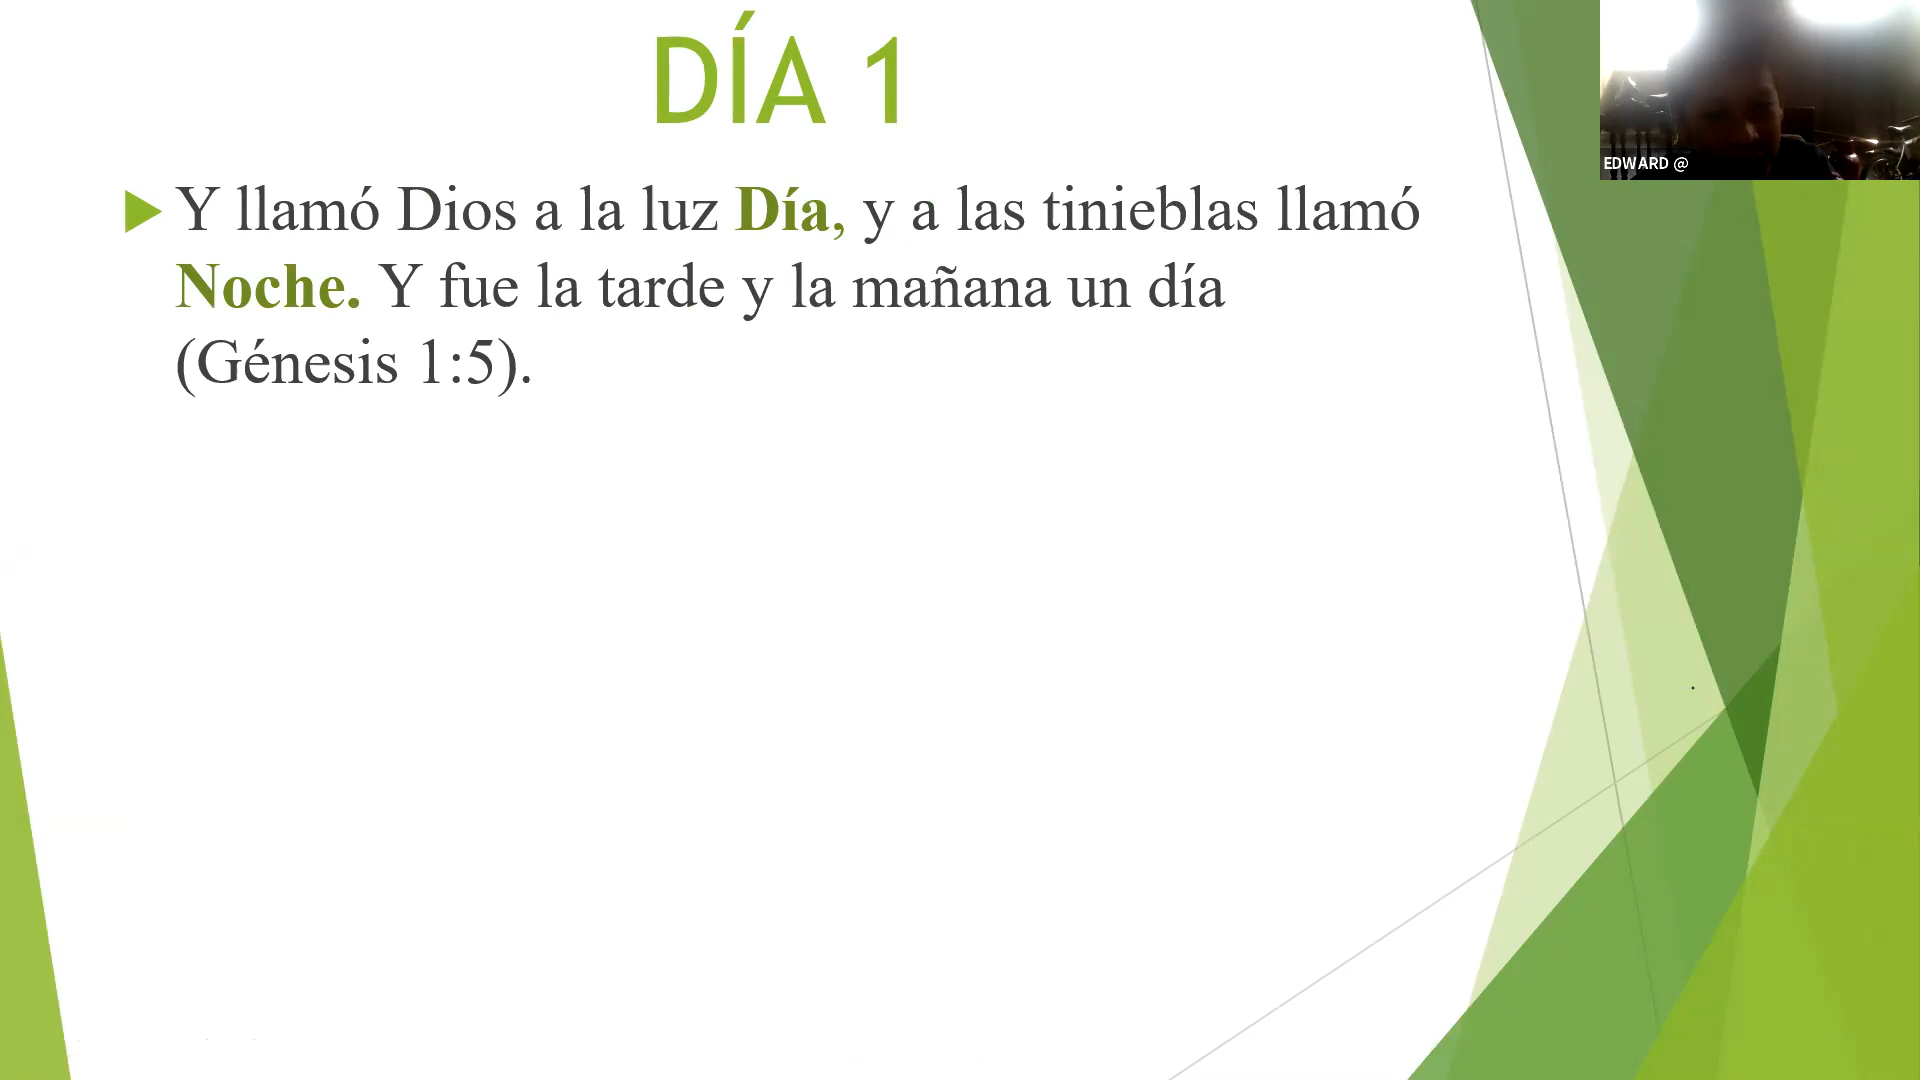 DÍA 1
Y llamó Dios a la luz Día, y a las tinieblas llamó
Noche. Y fue la tarde y la mañana un día
(Génesis 1:5).
EDWARD @